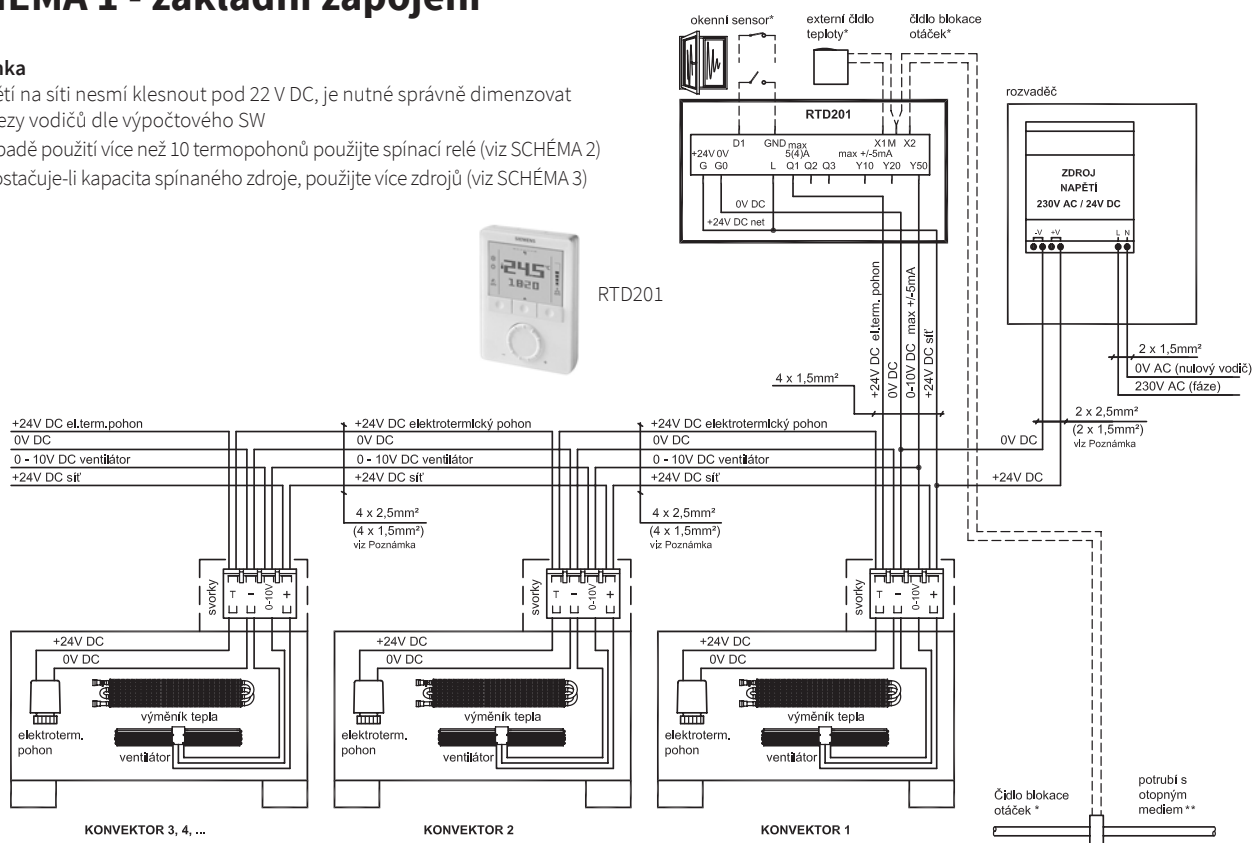 HÉMA 1 - základní zapojení
nka
ětí na síti nesmí klesnout pod 22 V DC, je nutné správně dimenzovat
ezy vodičů dle výpočtového SW
padě použití více než 10 termopohonů použijte spínací relé (viz SCHÉMA 2)
ostačuje-li kapacita spínaného zdroje, použijte více zdrojů (viz SCHÉMA 3)
okenní sensor*
externí čidlo
teploty*
čidlo blokace
otáček*
rozvaděč
RTD201
D1 GND max X1 M X2
+24V 0V 5(4)A max +/-5mA
G G0 L Q1 Q2 Q3 Y10 Y20 Y50
0V DC
+24V DC net
ZDROJ
NAPĚTÍ
230V AC / 24V DC
-V +V L N
SIEMENS
24.5°C
1820
RTD201
+24V DC el.term. pohon
0V DC
0-10V DC max +/-5mA
+24V DC síť
4 x 1,5mm²
2 x 1,5mm²
0V AC (nulový vodič)
230V AC (fáze)
2 x 2,5mm²
(2 x 1,5mm²)
viz Poznámka
0V DC
+24V DC
+24V DC el.term.pohon
0V DC
0 - 10V DC ventilátor
+24V DC síť
+24V DC elektrotermický pohon
0V DC
0 - 10V DC ventilátor
+24V DC síť
+24V DC elektrotermický pohon
0V DC
0 - 10V DC ventilátor
+24V DC síť
4 x 2,5mm²
(4 x 1,5mm²)
viz Poznámka
4 x 2,5mm²
(4 x 1,5mm²)
viz Poznámka
svorky
T - 0-10V +
svorky
T - 0-10V +
svorky
T - 0-10V +
+24V DC
0V DC
výměník tepla
elektroterm.
pohon
ventilátor
+24V DC
0V DC
výměník tepla
elektroterm.
pohon
ventilátor
+24V DC
0V DC
výměník tepla
elektroterm.
pohon
ventilátor
KONVEKTOR 3, 4, ...
KONVEKTOR 2
KONVEKTOR 1
Čidlo blokace
otáček *
potrubí s
otopným
mediem**